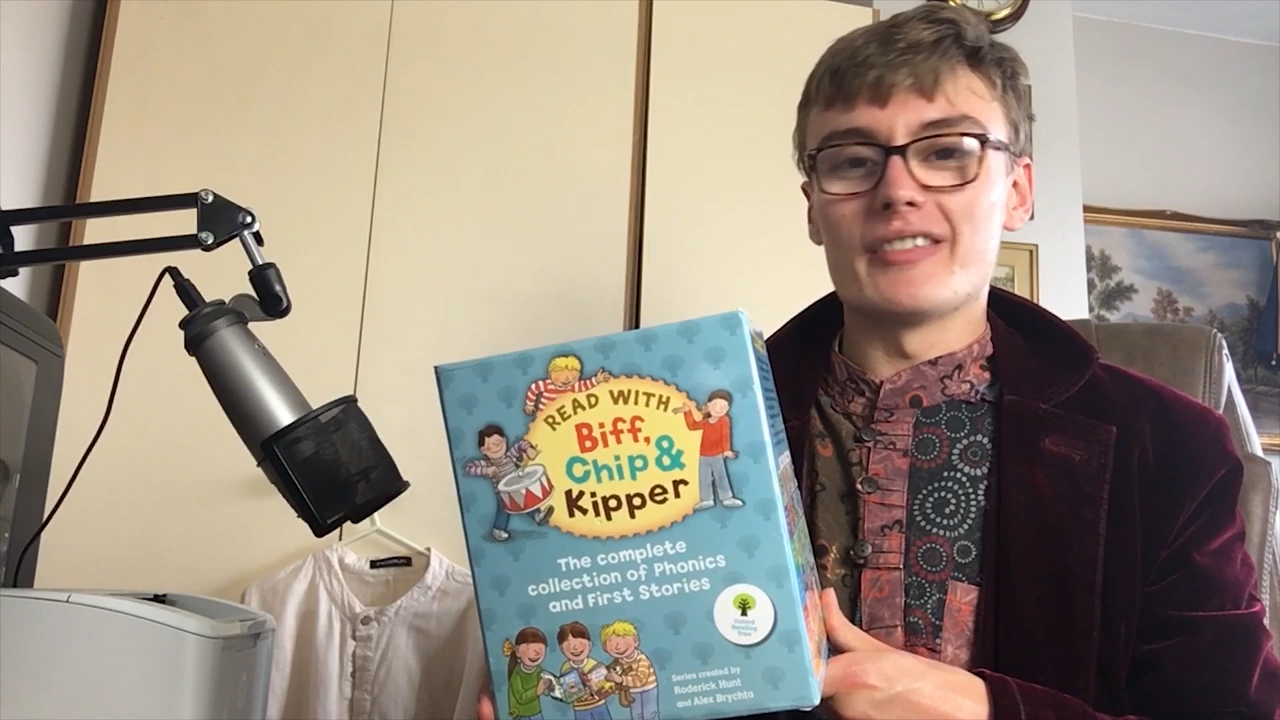 READ WITH
Biff,
Chip &
Kipper
The complete
collection of Phonics
and First Stories
Oxford
Reading
Tree
Series created by
Roderick Hunt
and Alex Brychta